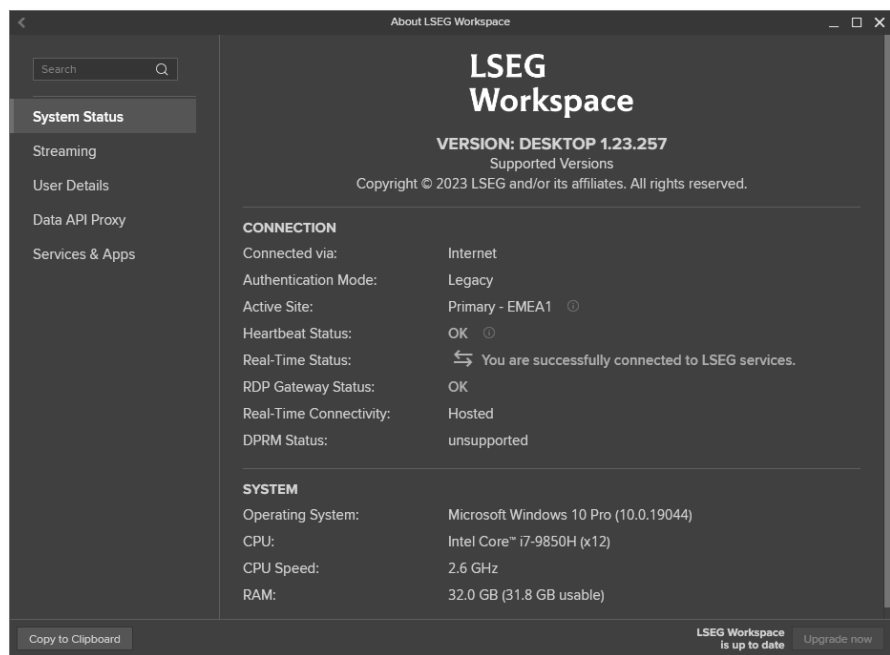 About LSEG Workspace
Search
System Status
Streaming
User Details
Data API Proxy
Services & Apps
LSEG
Workspace
VERSION: DESKTOP 1.23.257
Supported Versions
Copyright © 2023 LSEG and/or its affiliates. All rights reserved.
CONNECTION
Connected via: Internet
Authentication Mode: Legacy
Active Site: Primary - EMEA1
Heartbeat Status: OK
Real-Time Status: You are successfully connected to LSEG services.
RDP Gateway Status: OK
Real-Time Connectivity: Hosted
DPRM Status: unsupported
SYSTEM
Operating System: Microsoft Windows 10 Pro (10.0.19044)
CPU: Intel Core™ i7-9850H (x12)
CPU Speed: 2.6 GHz
RAM: 32.0 GB (31.8 GB usable)
Copy to Clipboard
LSEG Workspace
is up to date
Upgrade now